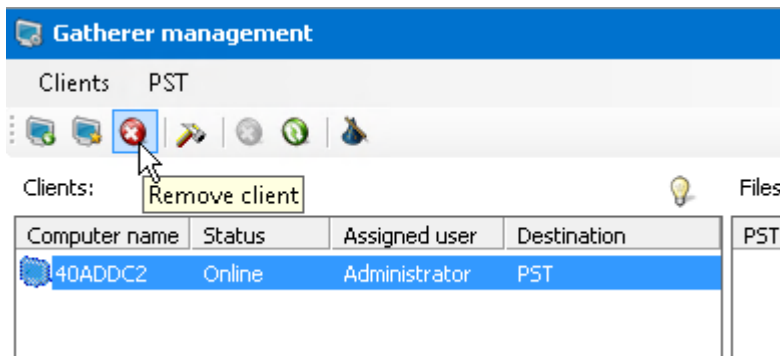 Gatherer management
Clients PST
Remove client
Clients: Files
Computer name Status Assigned user Destination PST
40ADDC2 Online Administrator PST